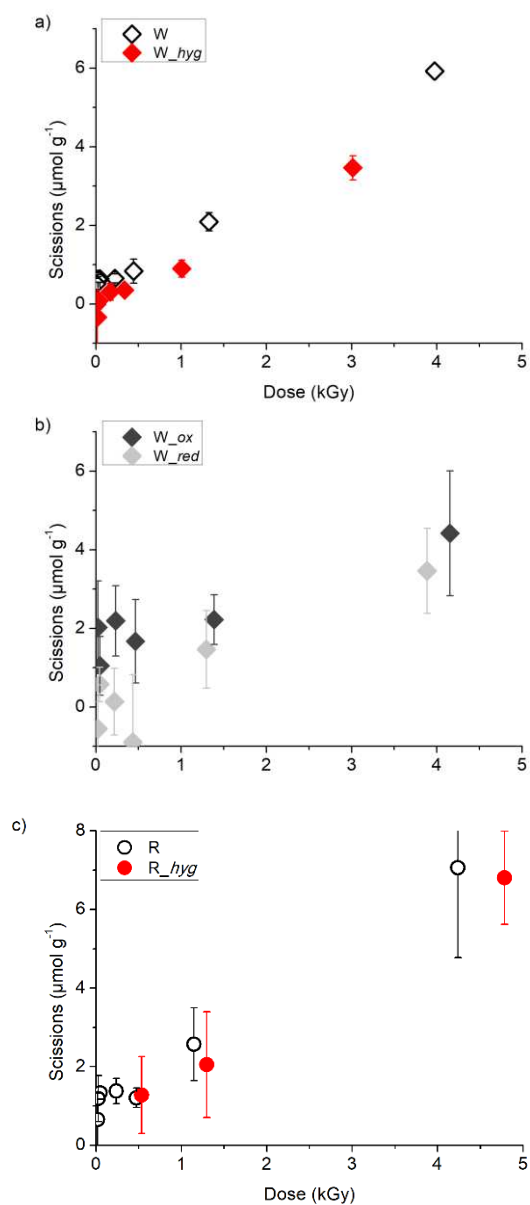 a)
W
W_hyg
6
4
2
0
Scissions (µmol g⁻¹)
0 1 2 3 4 5
Dose (kGy)
b)
W_ox
W_red
6
4
2
0
Scissions (µmol g⁻¹)
0 1 2 3 4 5
Dose (kGy)
c)
R
R_hyg
8
6
4
2
0
Scissions (µmol g⁻¹)
0 1 2 3 4 5
Dose (kGy)